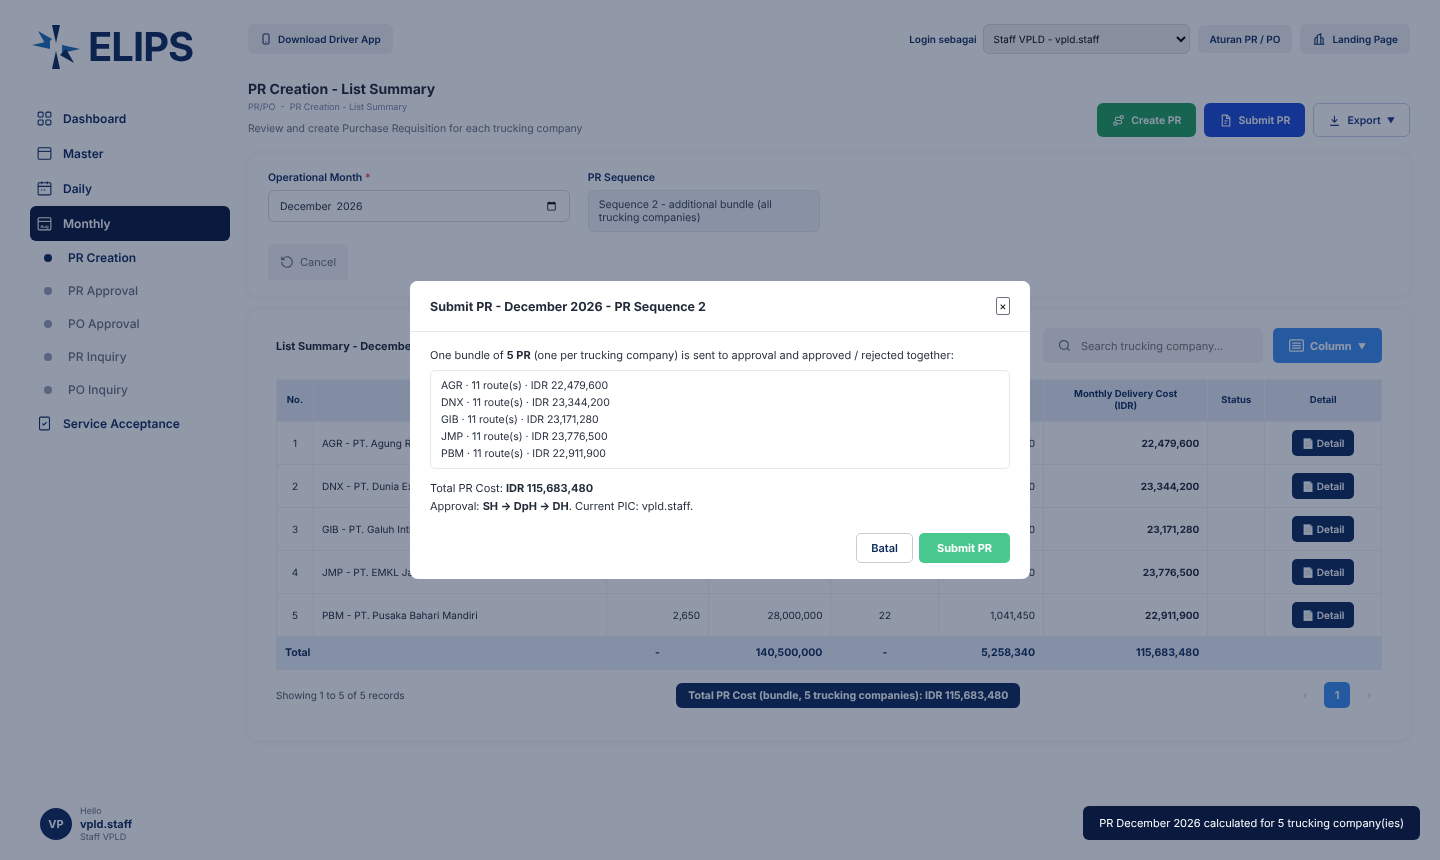 ELIPS
Download Driver App
Login sebagai
Staff VPLD - vpld.staff
Aturan PR / PO
Landing Page
Dashboard
Master
Daily
Monthly
PR Creation
PR Approval
PO Approval
PR Inquiry
PO Inquiry
Service Acceptance
PR Creation - List Summary
PR/PO - PR Creation - List Summary
Review and create Purchase Requisition for each trucking company
Create PR
Submit PR
Export
Operational Month *
December 2026
PR Sequence
Sequence 2 - additional bundle (all
trucking companies)
Cancel
Submit PR - December 2026 - PR Sequence 2
One bundle of 5 PR (one per trucking company) is sent to approval and approved / rejected together:
AGR · 11 route(s) · IDR 22,479,600
DNX · 11 route(s) · IDR 23,344,200
GIB · 11 route(s) · IDR 23,171,280
JMP · 11 route(s) · IDR 23,776,500
PBM · 11 route(s) · IDR 22,911,900
Total PR Cost: IDR 115,683,480
Approval: SH → DpH → DH. Current PIC: vpld.staff.
Batal
Submit PR
List Summary - Decembe
Search trucking company...
Column
No.
Monthly Delivery Cost
(IDR)
Status
Detail
1 AGR - PT. Agung R 0 22,479,600 Detail
2 DNX - PT. Dunia Ex 0 23,344,200 Detail
3 GIB - PT. Galuh Int 0 23,171,280 Detail
4 JMP - PT. EMKL Ja 0 23,776,500 Detail
5 PBM - PT. Pusaka Bahari Mandiri 2,650 28,000,000 22 1,041,450 22,911,900 Detail
Total - 140,500,000 - 5,258,340 115,683,480
Showing 1 to 5 of 5 records
Total PR Cost (bundle, 5 trucking companies): IDR 115,683,480
‹ 1 ›
VP
Hello
vpld.staff
Staff VPLD
PR December 2026 calculated for 5 trucking company(ies)